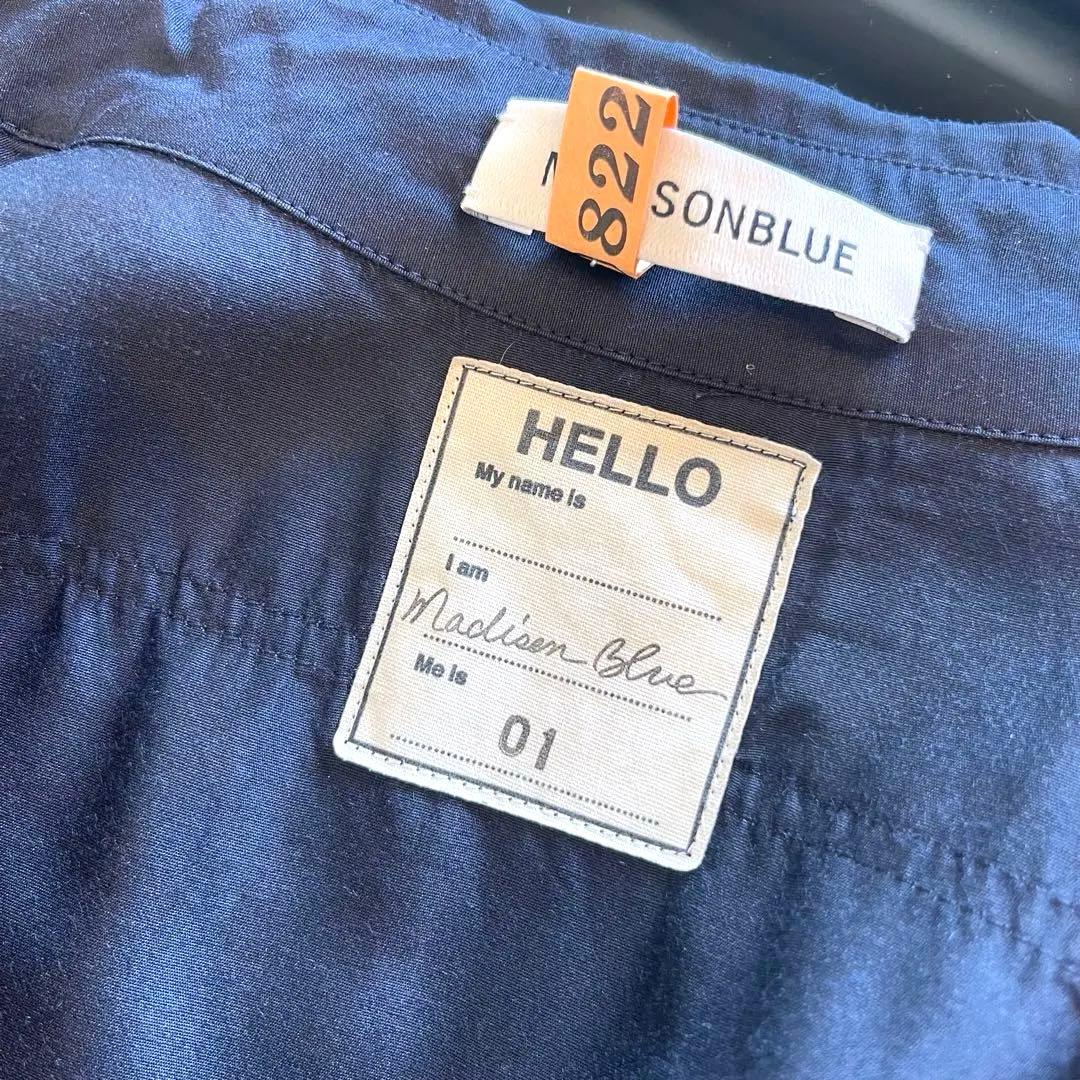 822
M SONBLUE
HELLO
My name is
I am
Madisen Blue
Me is
01